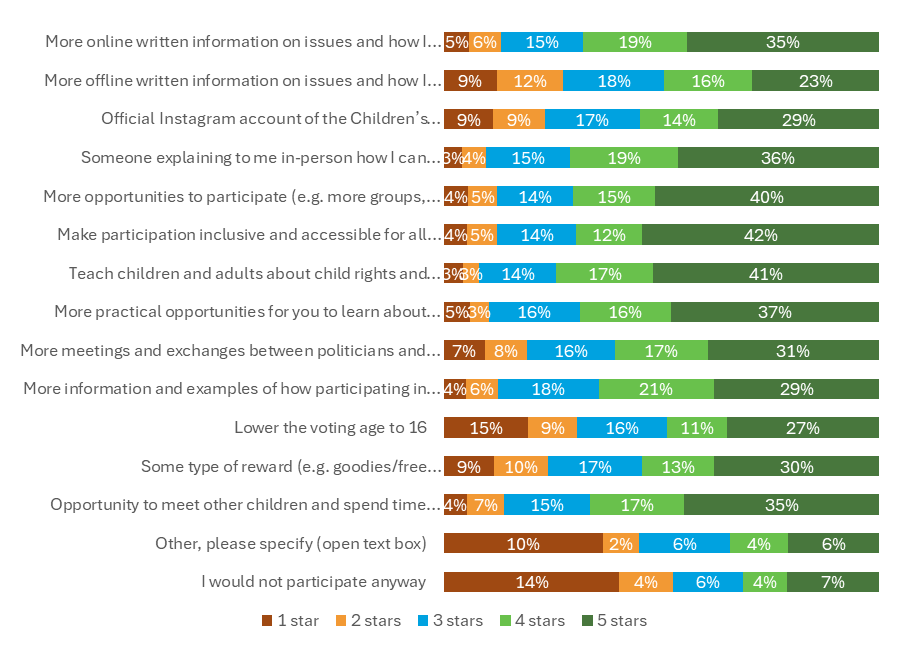 More online written information on issues and how I... 5% 6% 15% 19% 35%
More offline written information on issues and how I... 9% 12% 18% 16% 23%
Official Instagram account of the Children’s... 9% 9% 17% 14% 29%
Someone explaining to me in-person how I can... 3% 4% 15% 19% 36%
More opportunities to participate (e.g. more groups,... 4% 5% 14% 15% 40%
Make participation inclusive and accessible for all... 4% 5% 14% 12% 42%
Teach children and adults about child rights and... 3% 3% 14% 17% 41%
More practical opportunities for you to learn about... 5% 3% 16% 16% 37%
More meetings and exchanges between politicians and... 7% 8% 16% 17% 31%
More information and examples of how participating in... 4% 6% 18% 21% 29%
Lower the voting age to 16 15% 9% 16% 11% 27%
Some type of reward (e.g. goodies/free... 9% 10% 17% 13% 30%
Opportunity to meet other children and spend time... 4% 7% 15% 17% 35%
Other, please specify (open text box) 10% 2% 6% 4% 6%
I would not participate anyway 14% 4% 6% 4% 7%
1 star 2 stars 3 stars 4 stars 5 stars